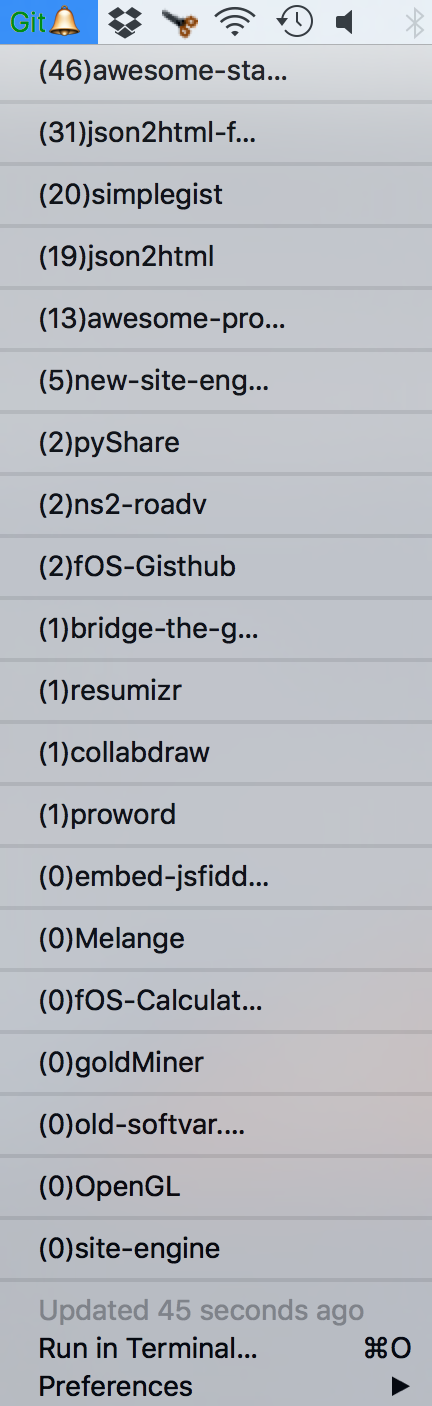 Git
(46)awesome-sta...
(31)json2html-f...
(20)simplegist
(19)json2html
(13)awesome-pro...
(5)new-site-eng...
(2)pyShare
(2)ns2-roadv
(2)fOS-Gisthub
(1)bridge-the-g...
(1)resumizr
(1)collabdraw
(1)proword
(0)embed-jsfidd...
(0)Melange
(0)fOS-Calculat...
(0)goldMiner
(0)old-softvar....
(0)OpenGL
(0)site-engine
Updated 45 seconds ago
Run in Terminal... ⌘O
Preferences